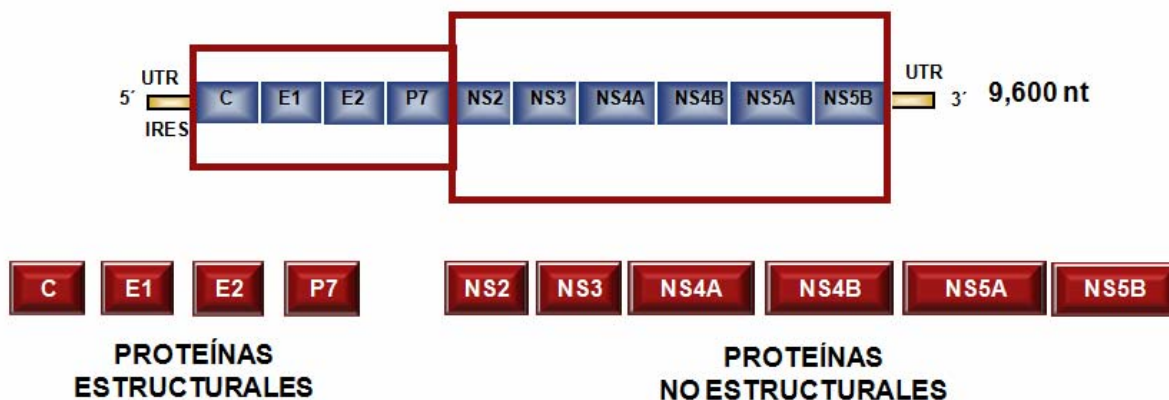 UTR
5´
IRES
C E1 E2 P7 NS2 NS3 NS4A NS4B NS5A NS5B
UTR
3´ 9,600 nt
C E1 E2 P7 NS2 NS3 NS4A NS4B NS5A NS5B
PROTEÍNAS
ESTRUCTURALES
PROTEÍNAS
NO ESTRUCTURALES